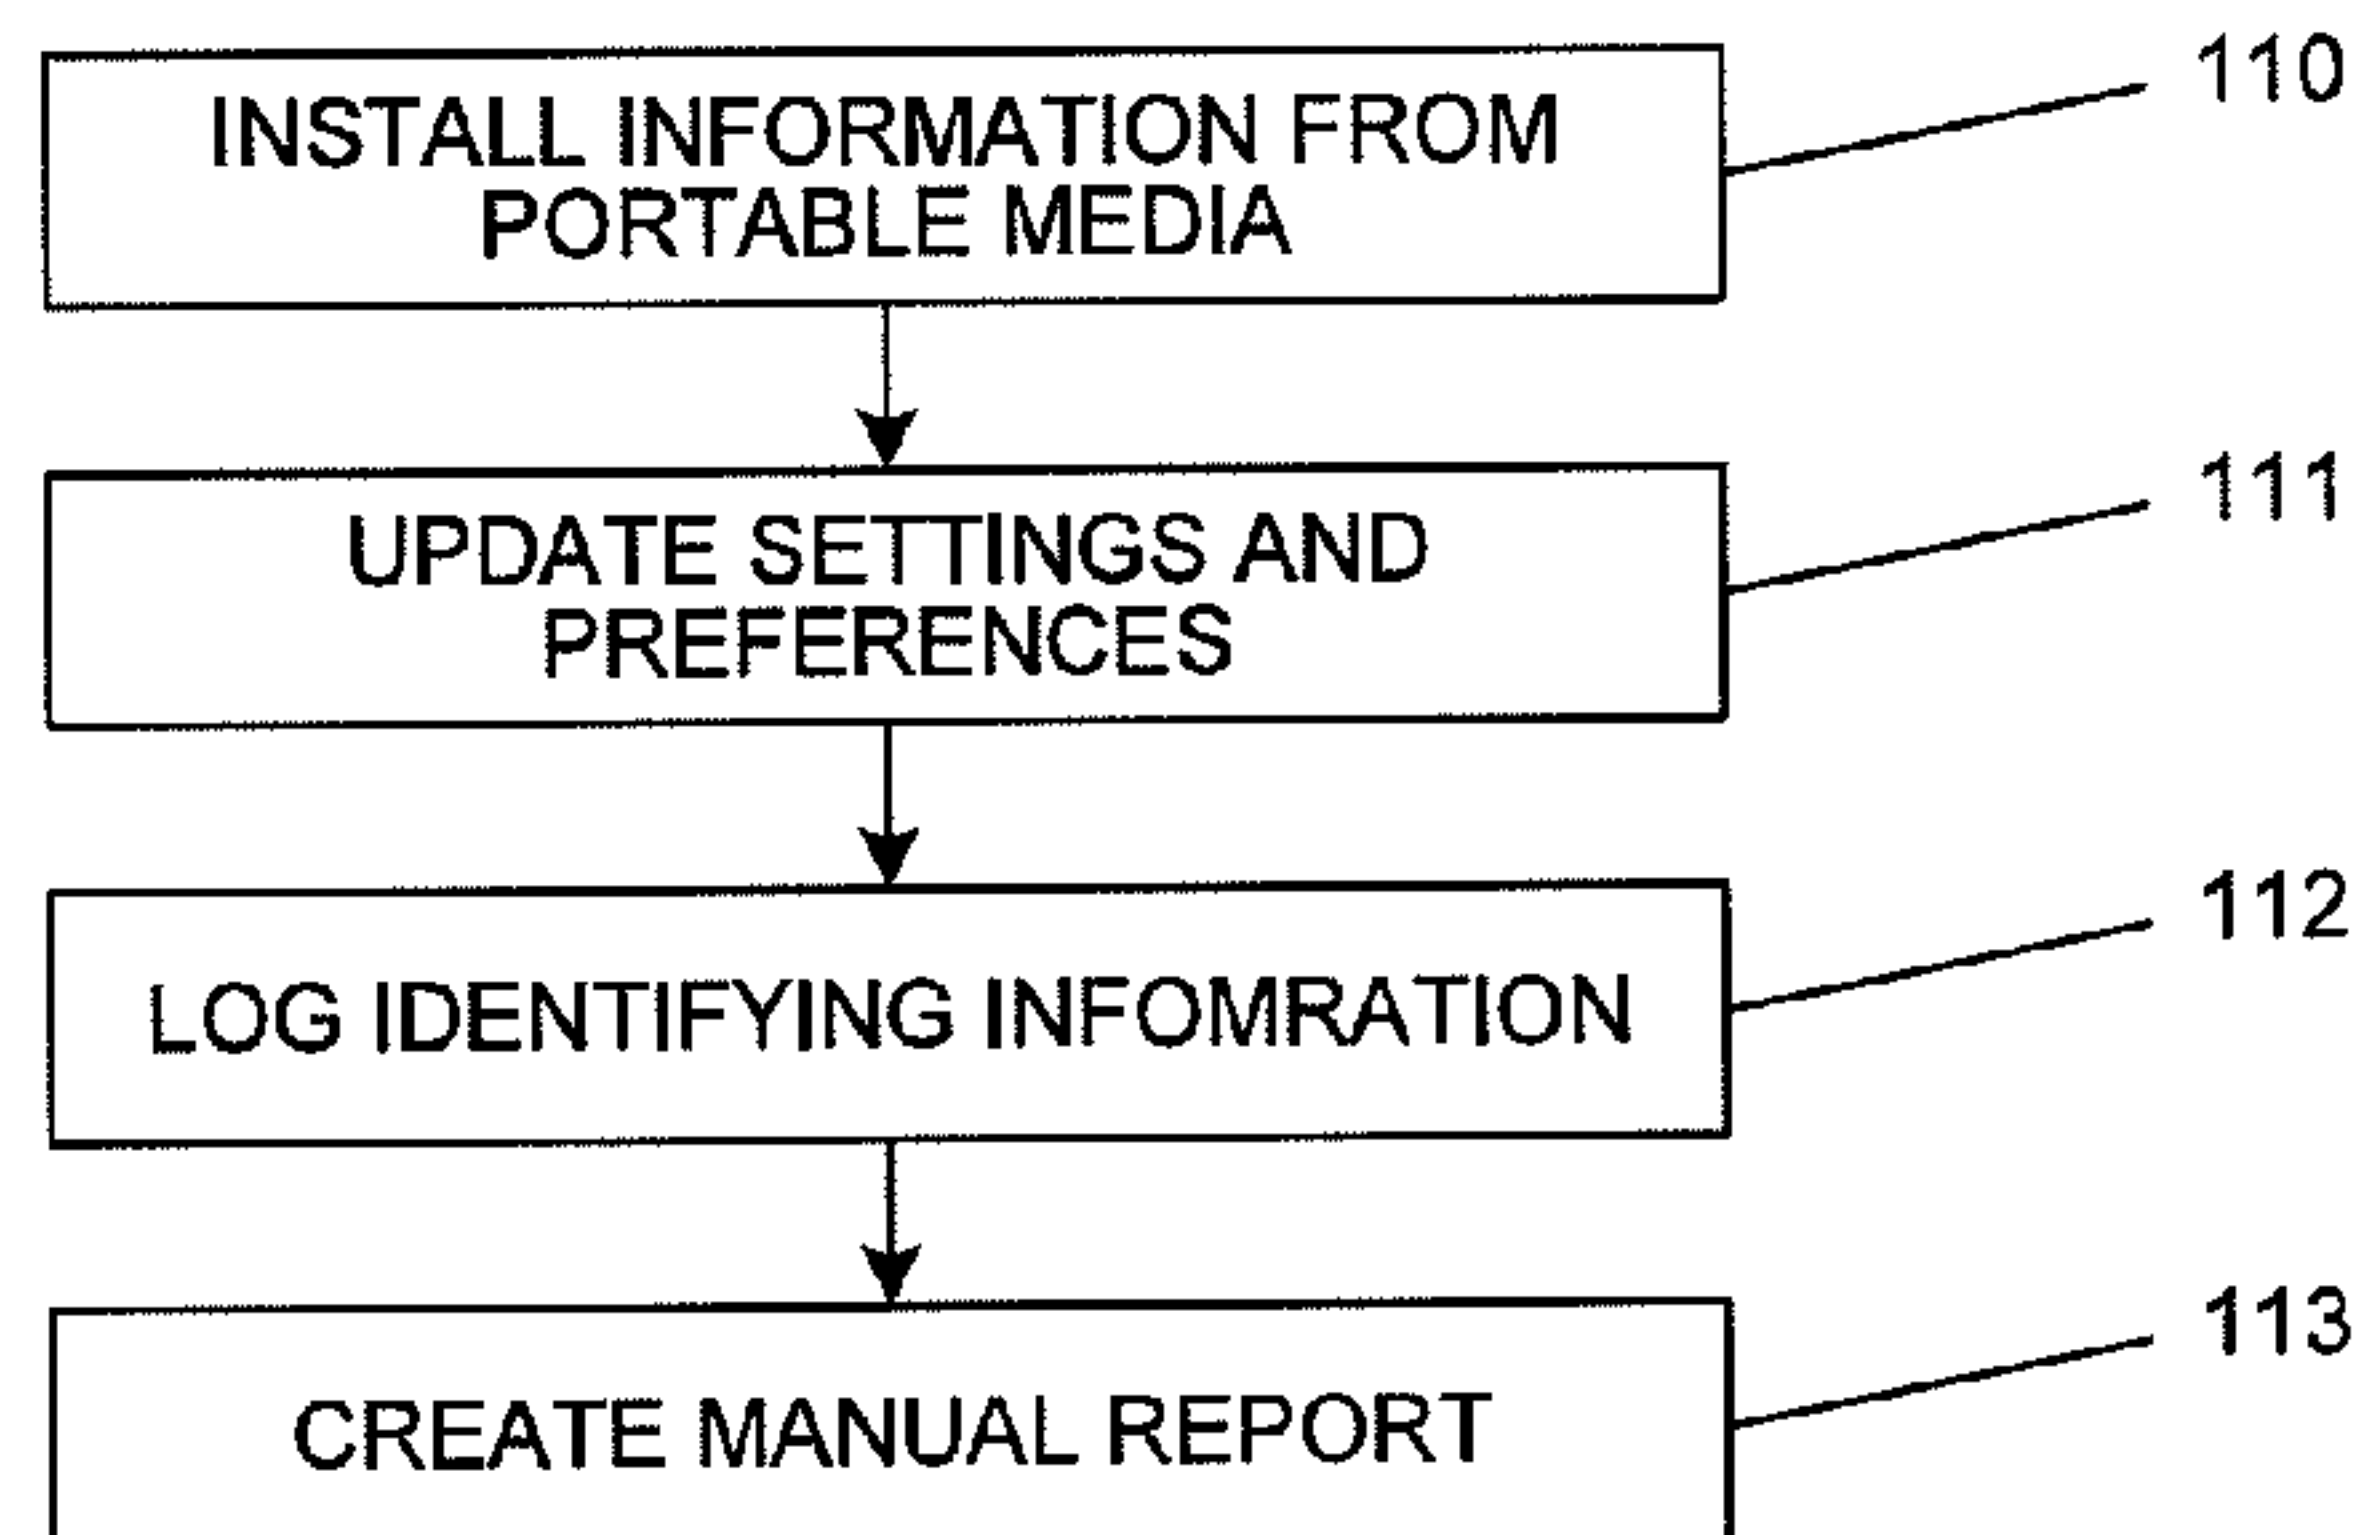 110
INSTALL INFORMATION FROM
PORTABLE MEDIA
111
UPDATE SETTINGS AND
PREFERENCES
112
LOG IDENTIFYING INFOMRATION
113
CREATE MANUAL REPORT